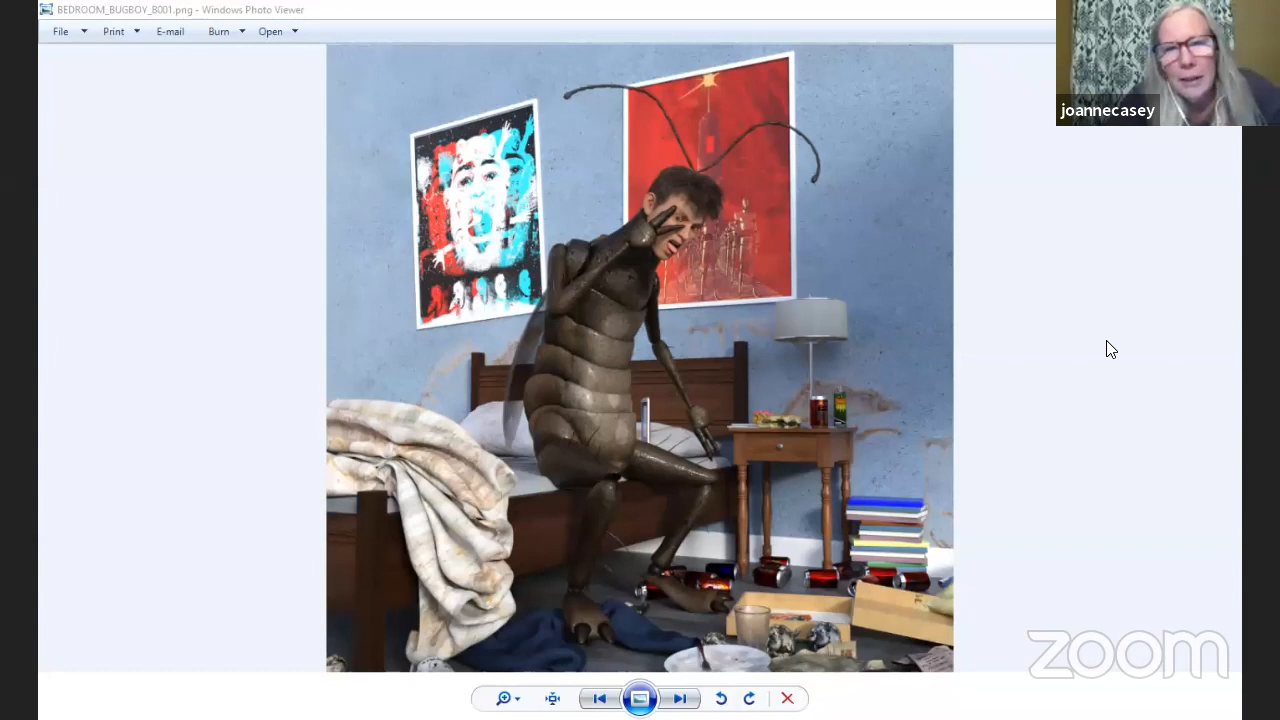 BEDROOM_BUGBOY_B001.png - Windows Photo Viewer
File Print E-mail Burn Open
joannecasey
zoom